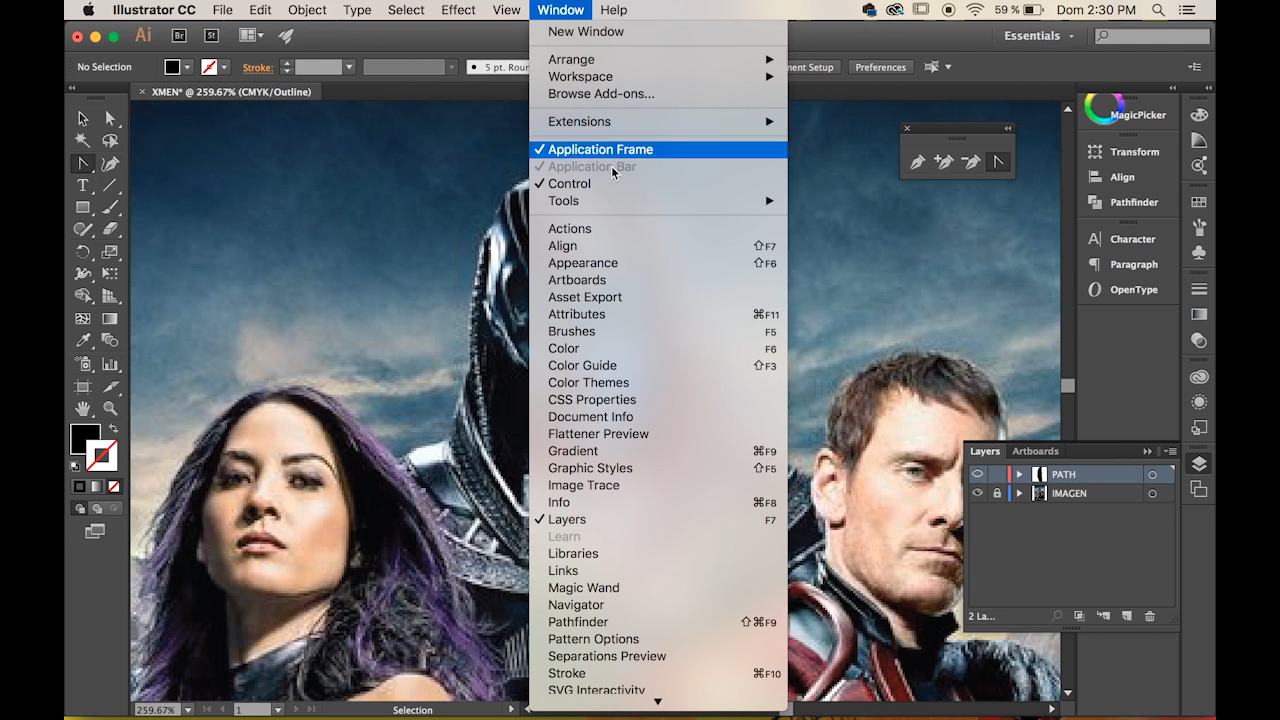 Illustrator CC File Edit Object Type Select Effect View Window Help 59 % Dom 2:30 PM
Ai Br St Essentials
No Selection Stroke: 5 pt. Roun ment Setup Preferences
XMEN* @ 259.67% (CMYK/Outline)
New Window
Arrange
Workspace
Browse Add-ons...
Extensions
Application Frame
Application Bar
Control
Tools
Actions
Align ⇧F7
Appearance ⇧F6
Artboards
Asset Export
Attributes ⌘F11
Brushes F5
Color F6
Color Guide ⇧F3
Color Themes
CSS Properties
Document Info
Flattener Preview
Gradient ⌘F9
Graphic Styles ⇧F5
Image Trace
Info ⌘F8
Layers F7
Learn
Libraries
Links
Magic Wand
Navigator
Pathfinder ⇧⌘F9
Pattern Options
Separations Preview
Stroke ⌘F10
SVG Interactivity
MagicPicker
Transform
Align
Pathfinder
Character
Paragraph
OpenType
Layers Artboards
PATH
IMAGEN
2 La...
259.67% 1 Selection